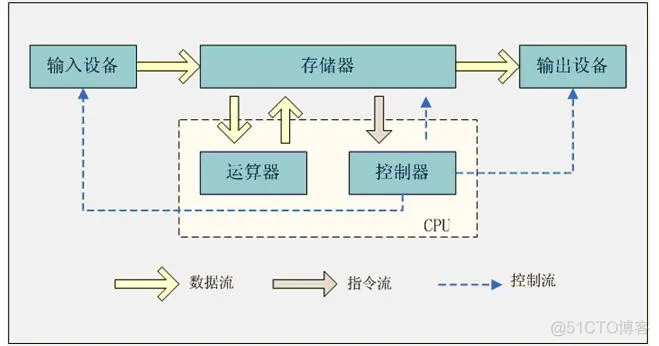 输入设备
存储器
输出设备
运算器
控制器
CPU
数据流
指令流
控制流
@51CTO博客